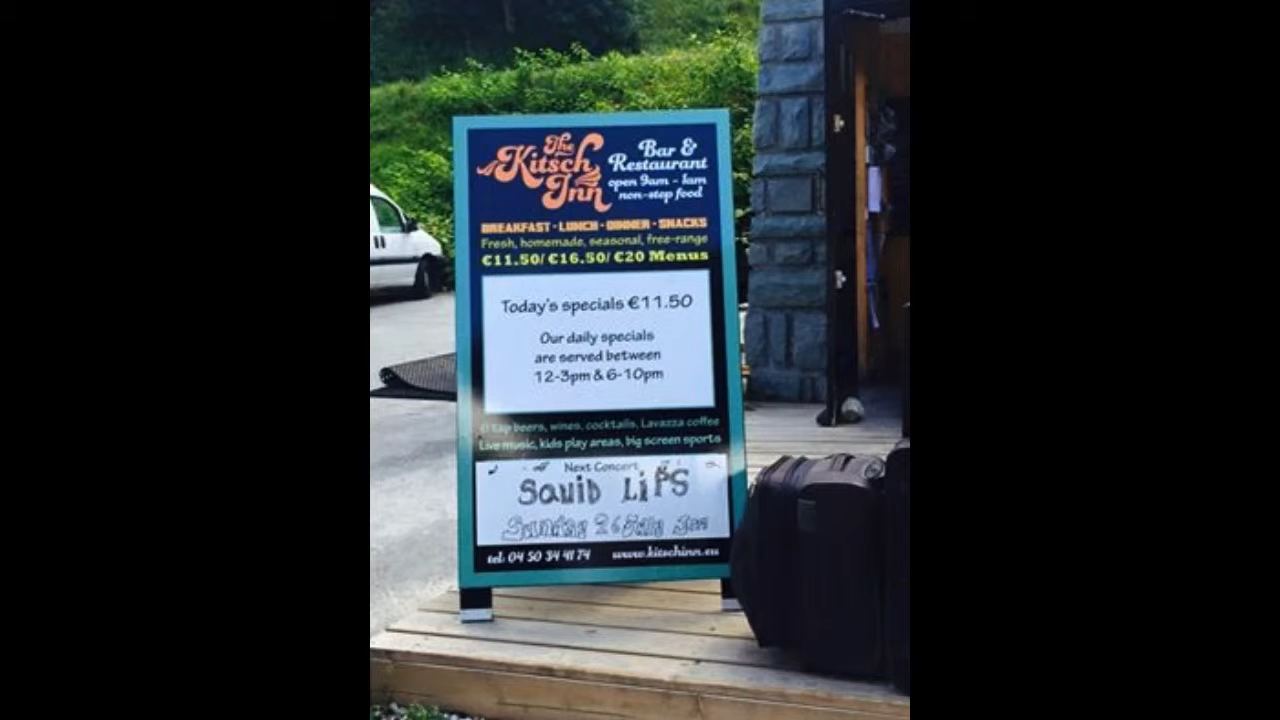 The
Kitsch
Inn
Bar &
Restaurant
open 9am - 1am
non-stop food
BREAKFAST - LUNCH - DINNER - SNACKS
Fresh, homemade, seasonal, free-range
€11.50/ €16.50/ €20 Menus
Today's specials €11.50
Our daily specials
are served between
12-3pm & 6-10pm
tap beers, wines, cocktails, Lavazza coffee
Live music, kids play areas, big screen sports
Next Concert
SQUID LiPS
Sunday 26 July
tel: 04 50 34 41 74 www.kitschinn.eu